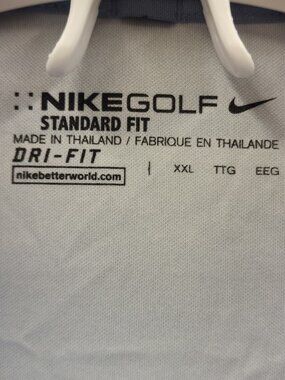 NIKEGOLF
STANDARD FIT
MADE IN THAILAND / FABRIQUE EN THAILANDE
DRI-FIT
nikebetterworld.com | XXL TTG EEG